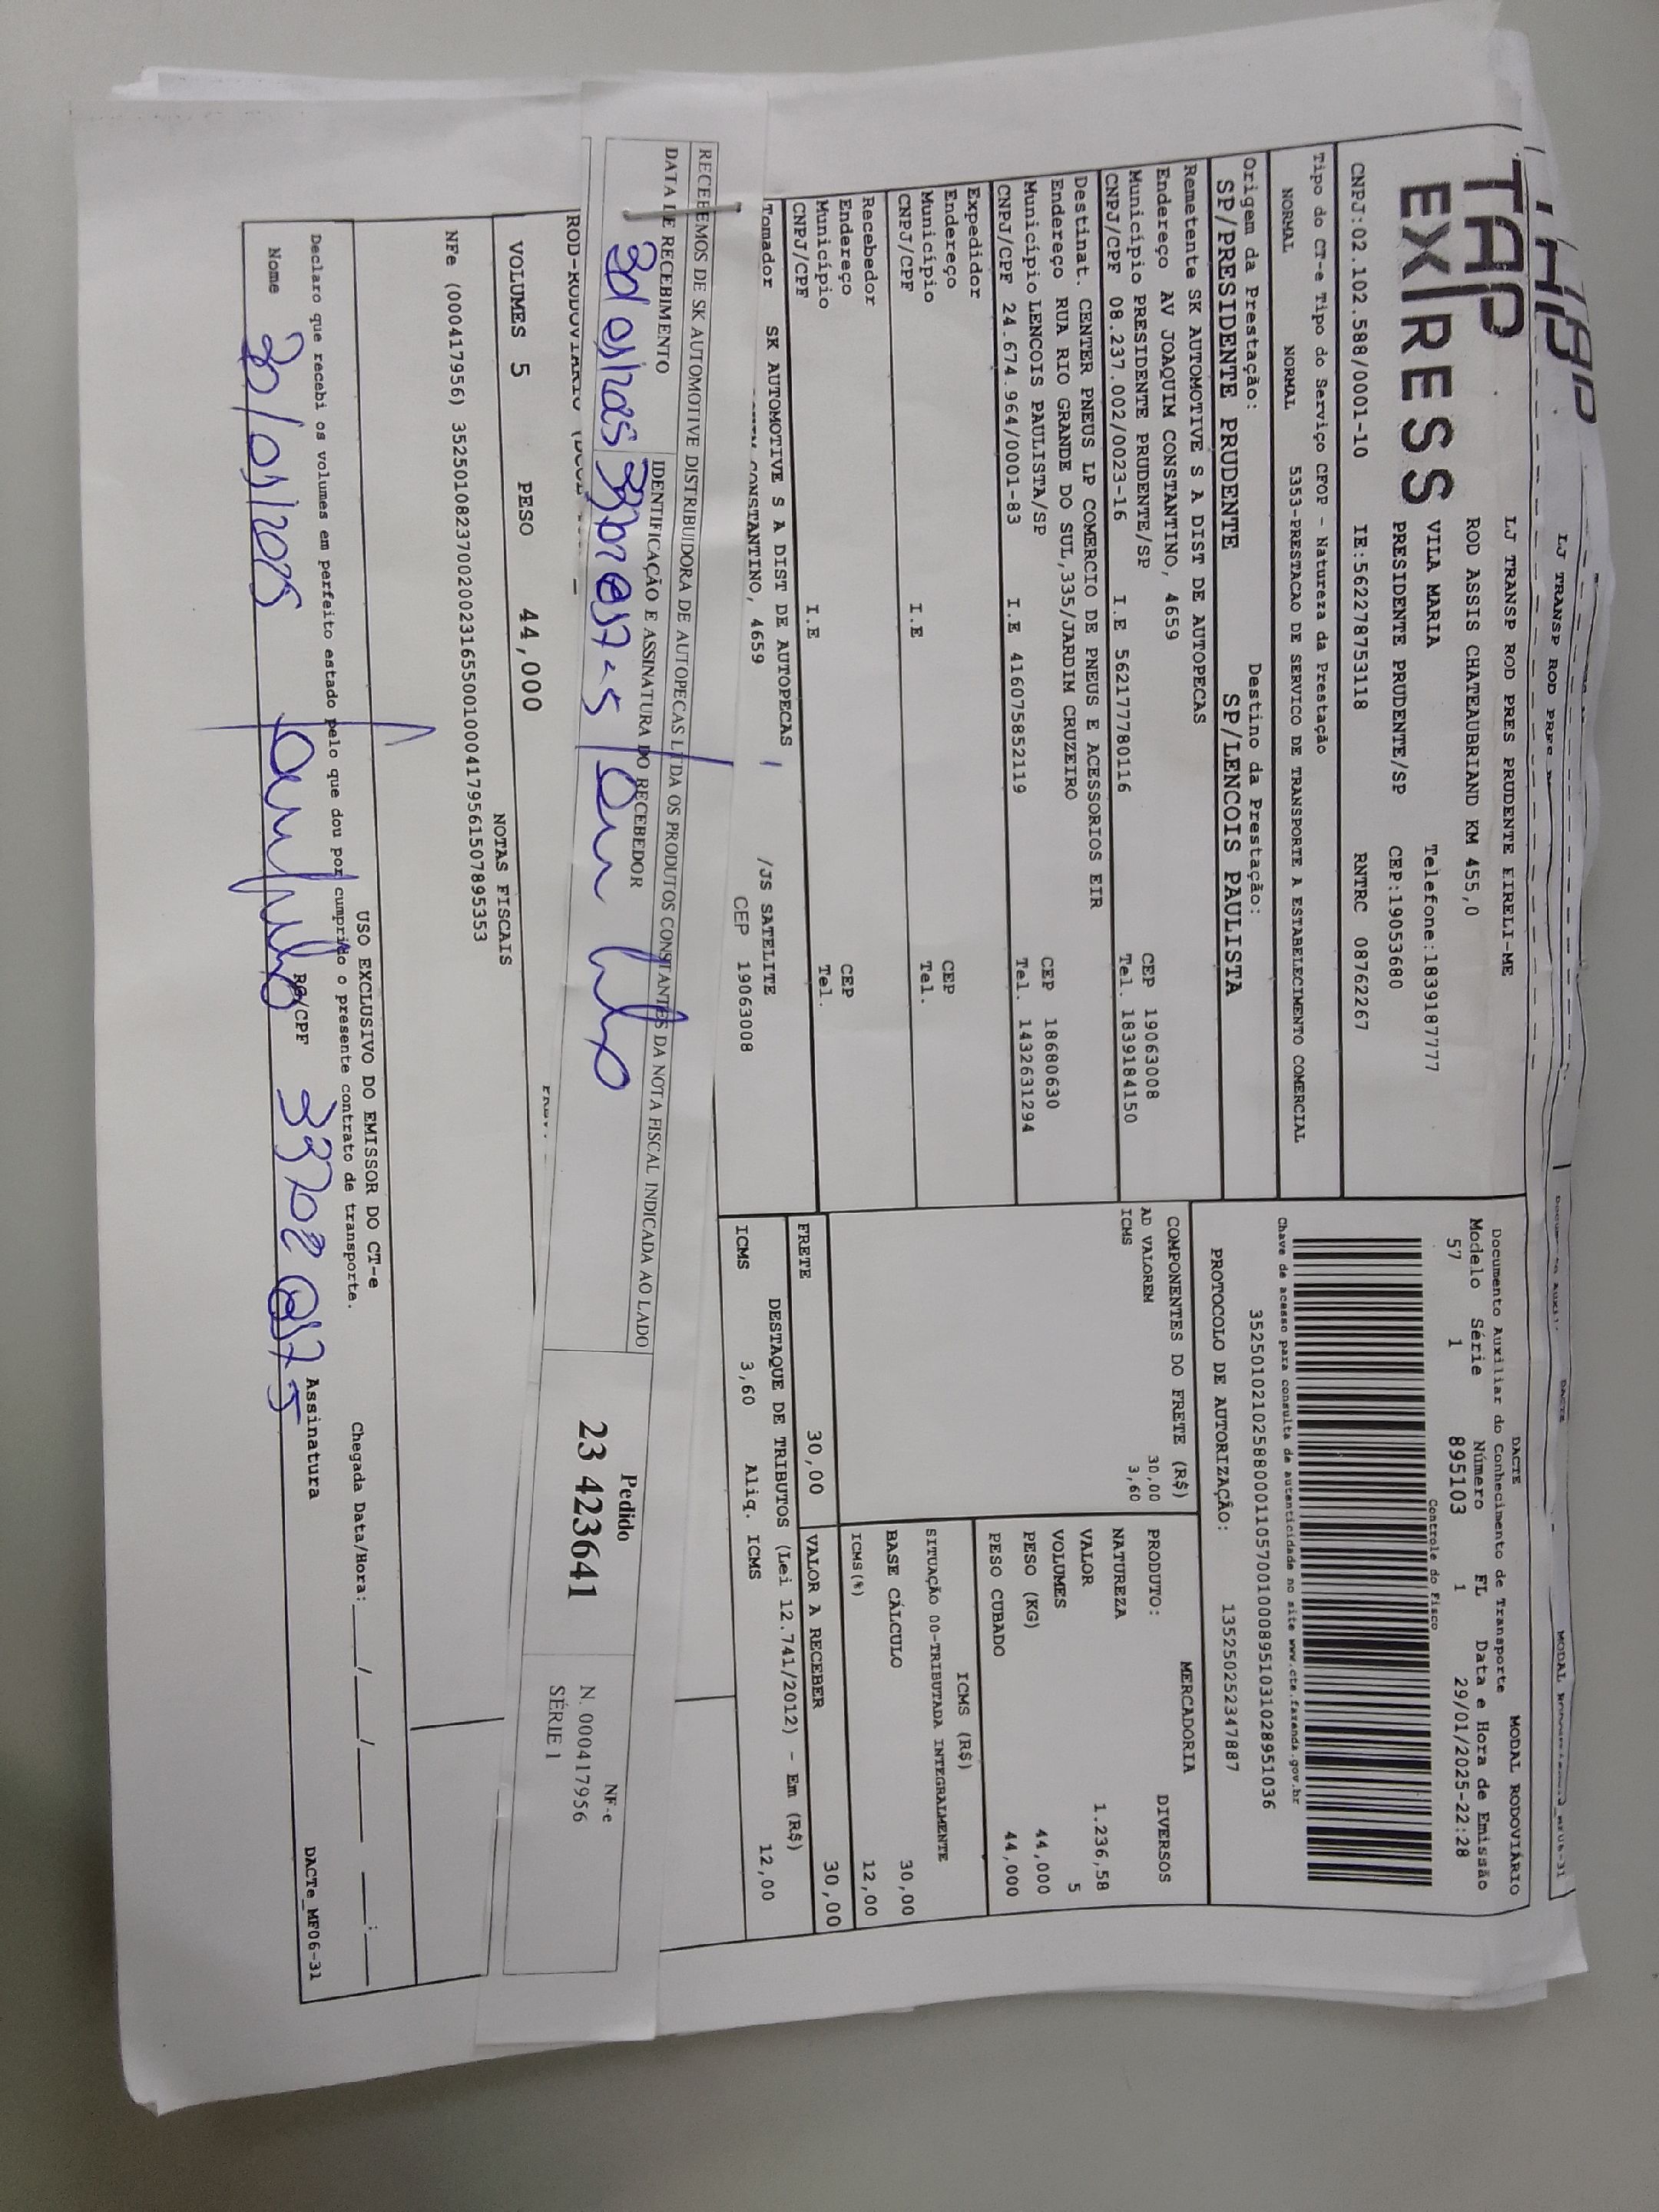 LJ TRANSP ROD PRES
TAP
EXPRESS
LJ TRANSP ROD PRES PRUDENTE EIRELI-ME
ROD ASSIS CHATEAUBRIAND KM 455,0
VILA MARIA Telefone:1839187777
PRESIDENTE PRUDENTE/SP CEP:19053680
CNPJ:02.102.588/0001-10 IE:562278753118 RNTRC 08762267
DACTE MODAL RODOVIÁRIO
Documento Auxiliar do Conhecimento de Transporte
Modelo Série Número FL Data e Hora de Emissão
57 1 895103 1 29/01/2025-22:28
Controle do Fisco
Chave de acesso para consulta de autenticidade no site www.cte.fazenda.gov.br
35250102102588000110570010008951031028951036
PROTOCOLO DE AUTORIZAÇÃO: 135250252347887
Tipo do CT-e Tipo do Serviço CFOP - Natureza da Prestação
NORMAL NORMAL 5353-PRESTACAO DE SERVICO DE TRANSPORTE A ESTABELECIMENTO COMERCIAL
Origem da Prestação: Destino da Prestação:
SP/PRESIDENTE PRUDENTE SP/LENCOIS PAULISTA
Remetente SK AUTOMOTIVE S A DIST DE AUTOPECAS
Endereço AV JOAQUIM CONSTANTINO, 4659 CEP 19063008
Município PRESIDENTE PRUDENTE/SP Tel. 1839184150
CNPJ/CPF 08.237.002/0023-16 I.E 562177780116
Destinat. CENTER PNEUS LP COMERCIO DE PNEUS E ACESSORIOS EIR
Endereço RUA RIO GRANDE DO SUL,335/JARDIM CRUZEIRO CEP 18680630
Município LENCOIS PAULISTA/SP Tel. 1432631294
CNPJ/CPF 24.674.964/0001-83 I.E 416075852119
Expedidor
Endereço CEP
Município Tel.
CNPJ/CPF I.E
Recebedor
Endereço CEP
Município Tel.
CNPJ/CPF I.E
Tomador SK AUTOMOTIVE S A DIST DE AUTOPECAS
CONSTANTINO, 4659 /JS SATELITE
CEP 19063008
COMPONENTES DO FRETE (R$)
AD VALOREM 30,00
ICMS 3,60
MERCADORIA
PRODUTO: DIVERSOS
NATUREZA
VALOR 1.236,58
VOLUMES 5
PESO (KG) 44,000
PESO CUBADO 44,000
ICMS (R$)
SITUAÇÃO 00-TRIBUTADA INTEGRALMENTE
BASE CÁLCULO 30,00
ICMS(%) 12,00
FRETE 30,00 VALOR A RECEBER 30,00
DESTAQUE DE TRIBUTOS (Lei 12.741/2012) - Em (R$)
ICMS 3,60 Aliq. ICMS 12,00
RECEBEMOS DE SK AUTOMOTIVE DISTRIBUIDORA DE AUTOPECAS LTDA OS PRODUTOS CONSTANTES DA NOTA FISCAL INDICADA AO LADO
DATA DE RECEBIMENTO IDENTIFICAÇÃO E ASSINATURA DO RECEBEDOR
30/01/2025
Pedido
23 423641
NF-e
N. 000417956
SÉRIE 1
VOLUMES 5 PESO 44,000
NOTAS FISCAIS
NFe (000417956) 35250108237002002316550010004179561507895353
USO EXCLUSIVO DO EMISSOR DO CT-e
Declaro que recebi os volumes em perfeito estado pelo que dou por cumprido o presente contrato de transporte.
Chegada Data/Hora:___/___/_____ ___:___
Nome 30/01/2025 RG/CPF Assinatura
DACTe_MF06-31